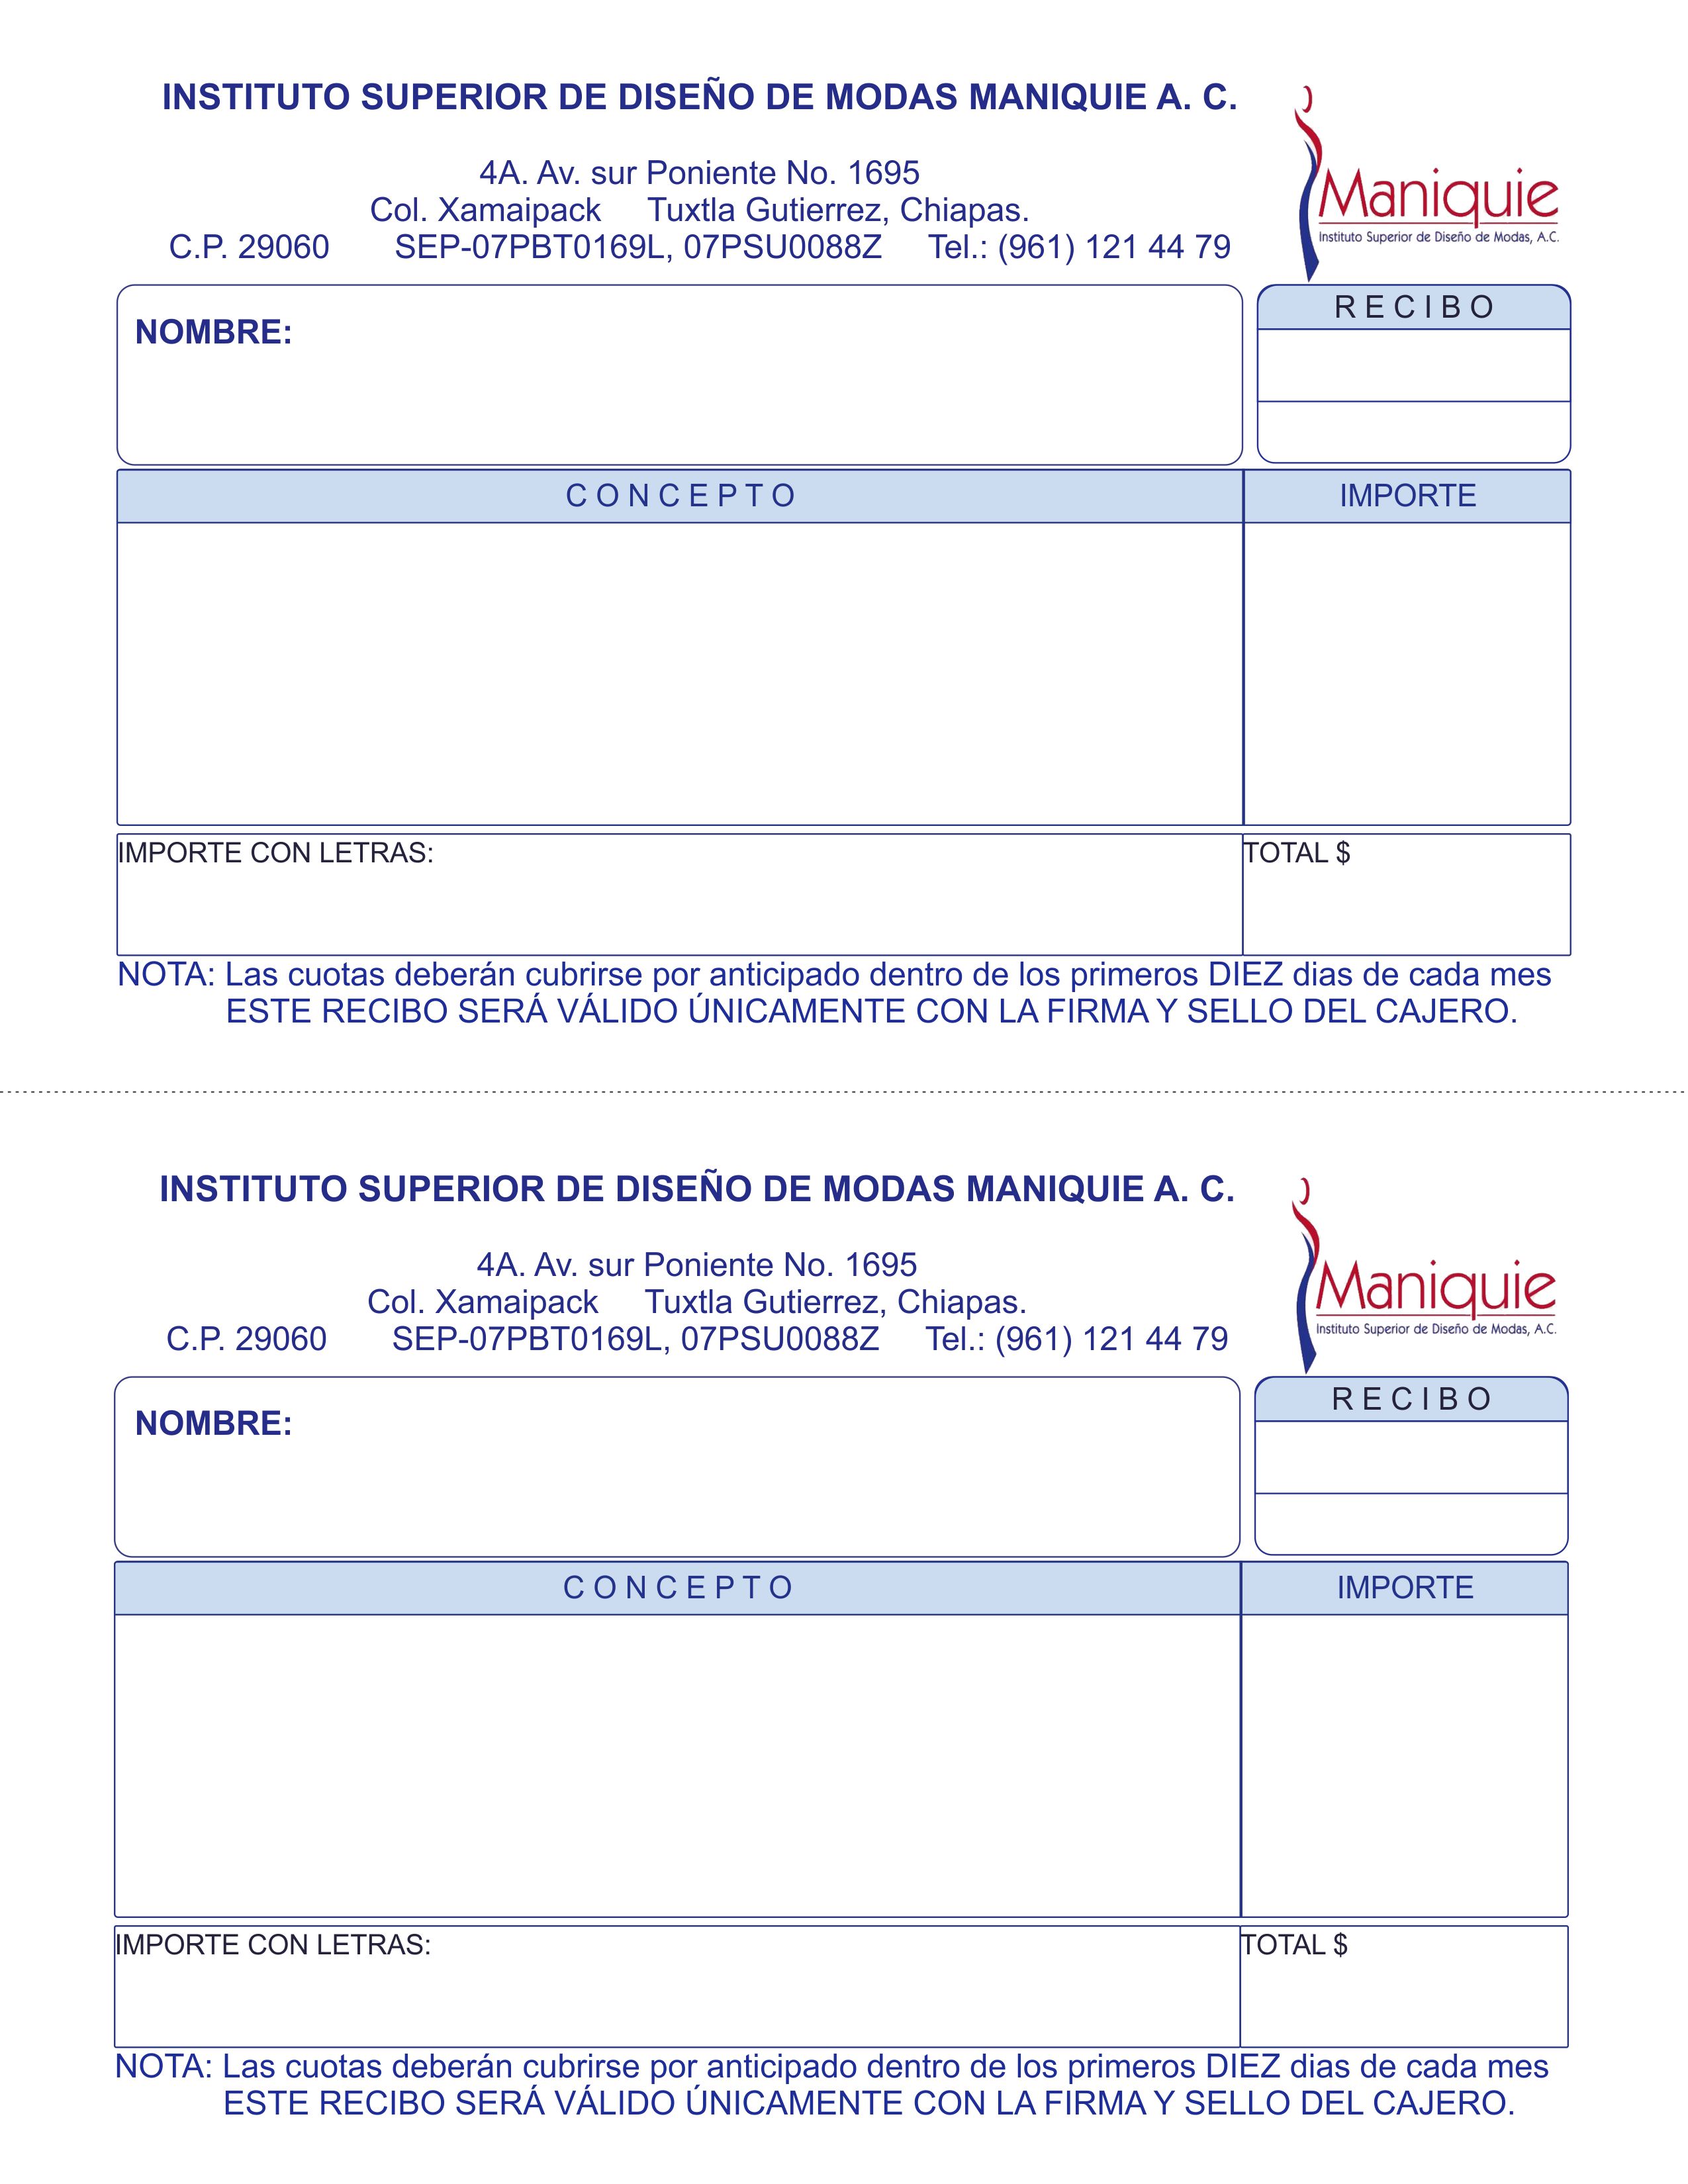 INSTITUTO SUPERIOR DE DISEÑO DE MODAS MANIQUIE A. C.
4A. Av. sur Poniente No. 1695
Col. Xamaipack Tuxtla Gutierrez, Chiapas.
C.P. 29060 SEP-07PBT0169L, 07PSU0088Z Tel.: (961) 121 44 79
Maniquie
Instituto Superior de Diseño de Modas, A.C.
NOMBRE:
RECIBO
CONCEPTO IMPORTE
IMPORTE CON LETRAS: TOTAL $
NOTA: Las cuotas deberán cubrirse por anticipado dentro de los primeros DIEZ dias de cada mes
ESTE RECIBO SERÁ VÁLIDO ÚNICAMENTE CON LA FIRMA Y SELLO DEL CAJERO.
INSTITUTO SUPERIOR DE DISEÑO DE MODAS MANIQUIE A. C.
4A. Av. sur Poniente No. 1695
Col. Xamaipack Tuxtla Gutierrez, Chiapas.
C.P. 29060 SEP-07PBT0169L, 07PSU0088Z Tel.: (961) 121 44 79
Maniquie
Instituto Superior de Diseño de Modas, A.C.
NOMBRE:
RECIBO
CONCEPTO IMPORTE
IMPORTE CON LETRAS: TOTAL $
NOTA: Las cuotas deberán cubrirse por anticipado dentro de los primeros DIEZ dias de cada mes
ESTE RECIBO SERÁ VÁLIDO ÚNICAMENTE CON LA FIRMA Y SELLO DEL CAJERO.